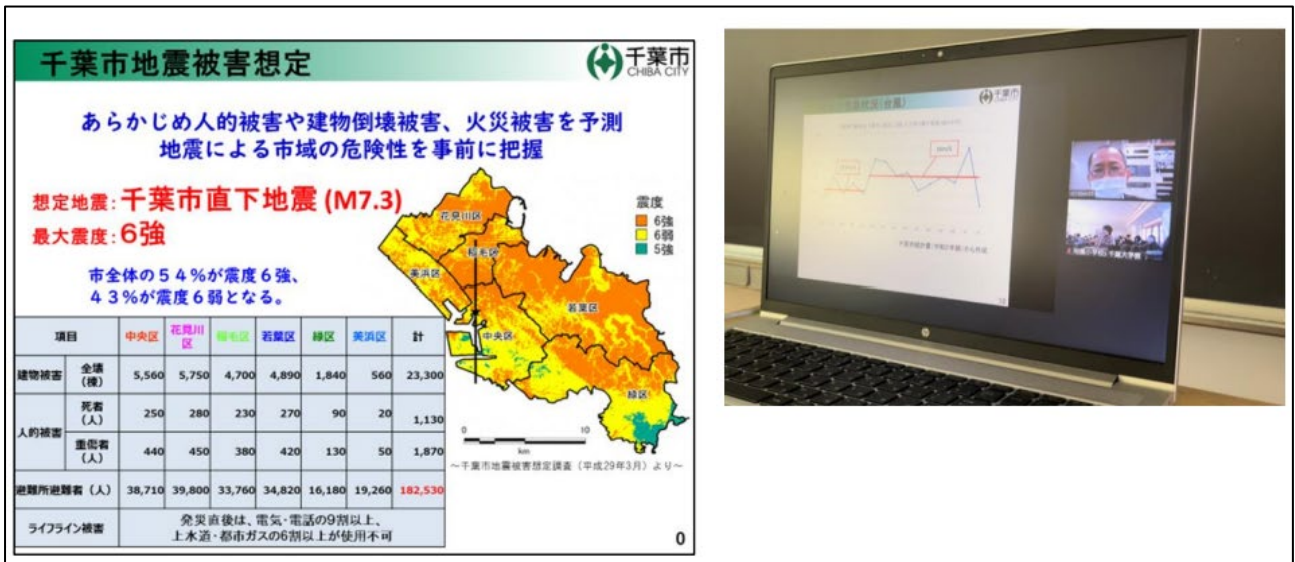 千葉市地震被害想定
千葉市
CHIBA CITY
あらかじめ人的被害や建物倒壊被害、火災被害を予測
地震による市域の危険性を事前に把握
想定地震:千葉市直下地震(M7.3)
最大震度:6強
市全体の54%が震度6強、
43%が震度6弱となる。
震度
6強
6弱
5強
花見川区
稲毛区
美浜区
若葉区
中央区
緑区
0 10
km
~千葉市地震被害想定調査(平成29年3月)より~
項目 中央区 花見川区 稲毛区 若葉区 緑区 美浜区 計
建物被害 全壊(棟) 5,560 5,750 4,700 4,890 1,840 560 23,300
人的被害 死者(人) 250 280 230 270 90 20 1,130
重傷者(人) 440 450 380 420 130 50 1,870
避難所避難者(人) 38,710 39,800 33,760 34,820 16,180 19,260 182,530
ライフライン被害 発災直後は、電気・電話の9割以上、
上水道・都市ガスの6割以上が使用不可
0
千葉市
CHIBA CITY
(台風)
hp